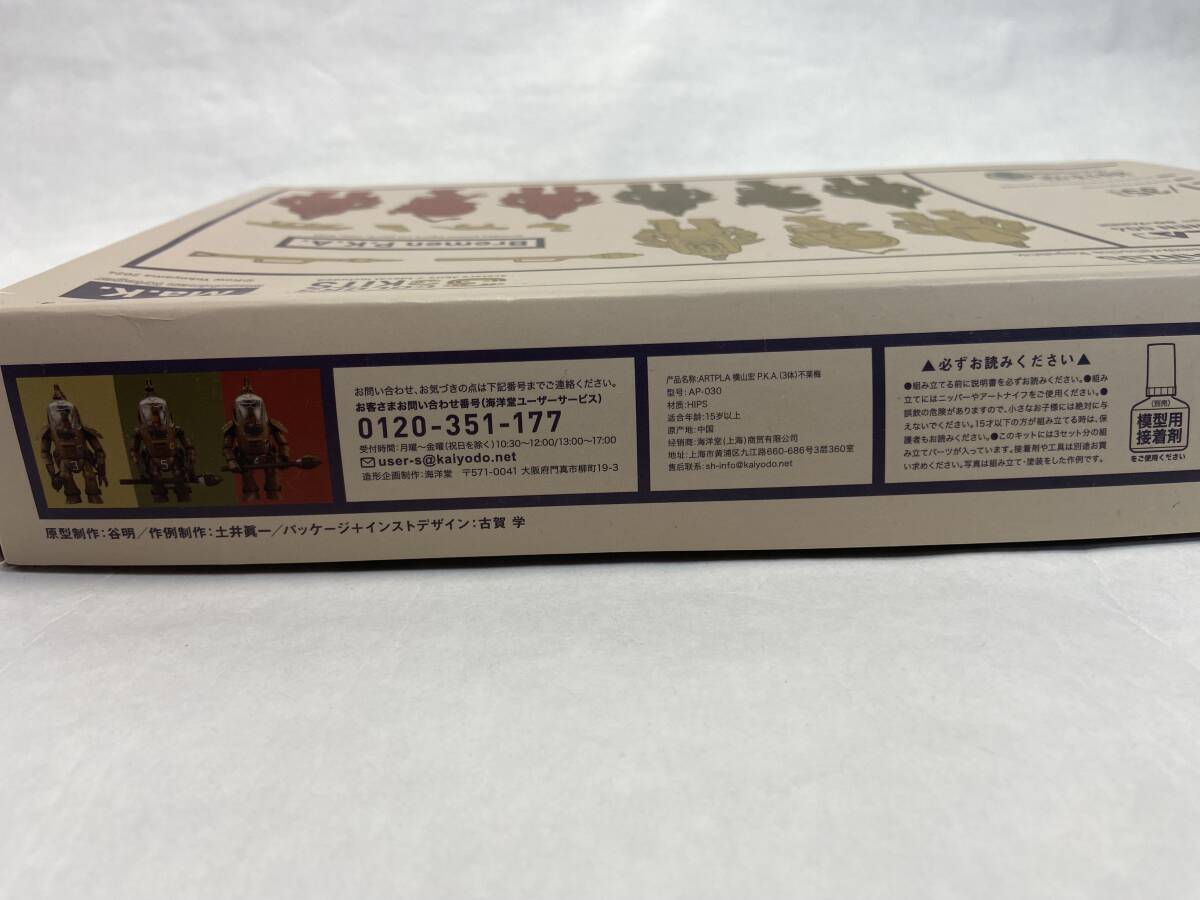 Bremen P.K.A.
Ma.K.
35KITS
お問い合わせ、お気づきの点は下記番号までご連絡ください。
お客さまお問い合わせ番号(海洋堂ユーザーサービス)
0120-351-177
受付時間:月曜〜金曜(祝日を除く)10:30〜12:00/13:00〜17:00
user-s@kaiyodo.net
造形企画制作:海洋堂 〒571-0041 大阪府門真市柳町19-3
产品名称:ARTPLA 横山宏 P.K.A.(3体)不莱梅
型号:AP-030
材质:HIPS
适合年龄:15岁以上
原产地:中国
经销商:海洋堂(上海)商贸有限公司
地址:上海市黄浦区九江路660-686号3层360室
售后联系:sh-info@kaiyodo.net
▲必ずお読みください▲
●組み立てる前に説明書を必ずお読みください。●組み
立てにはニッパーやアートナイフをご使用ください。●
誤飲の危険がありますので、小さなお子様には絶対に与
えないでください。15才以下の方が組み立てる時は、保
護者もお読みください。●このキットには3セット分の組
み立てパーツが入っています。接着剤や工具は別途お買
い求めください。写真は組み立て・塗装をした作例です。
(別売)
模型用
接着剤
をご使用ください
原型制作:谷明/作例制作:土井眞一/パッケージ+インストデザイン:古賀 学